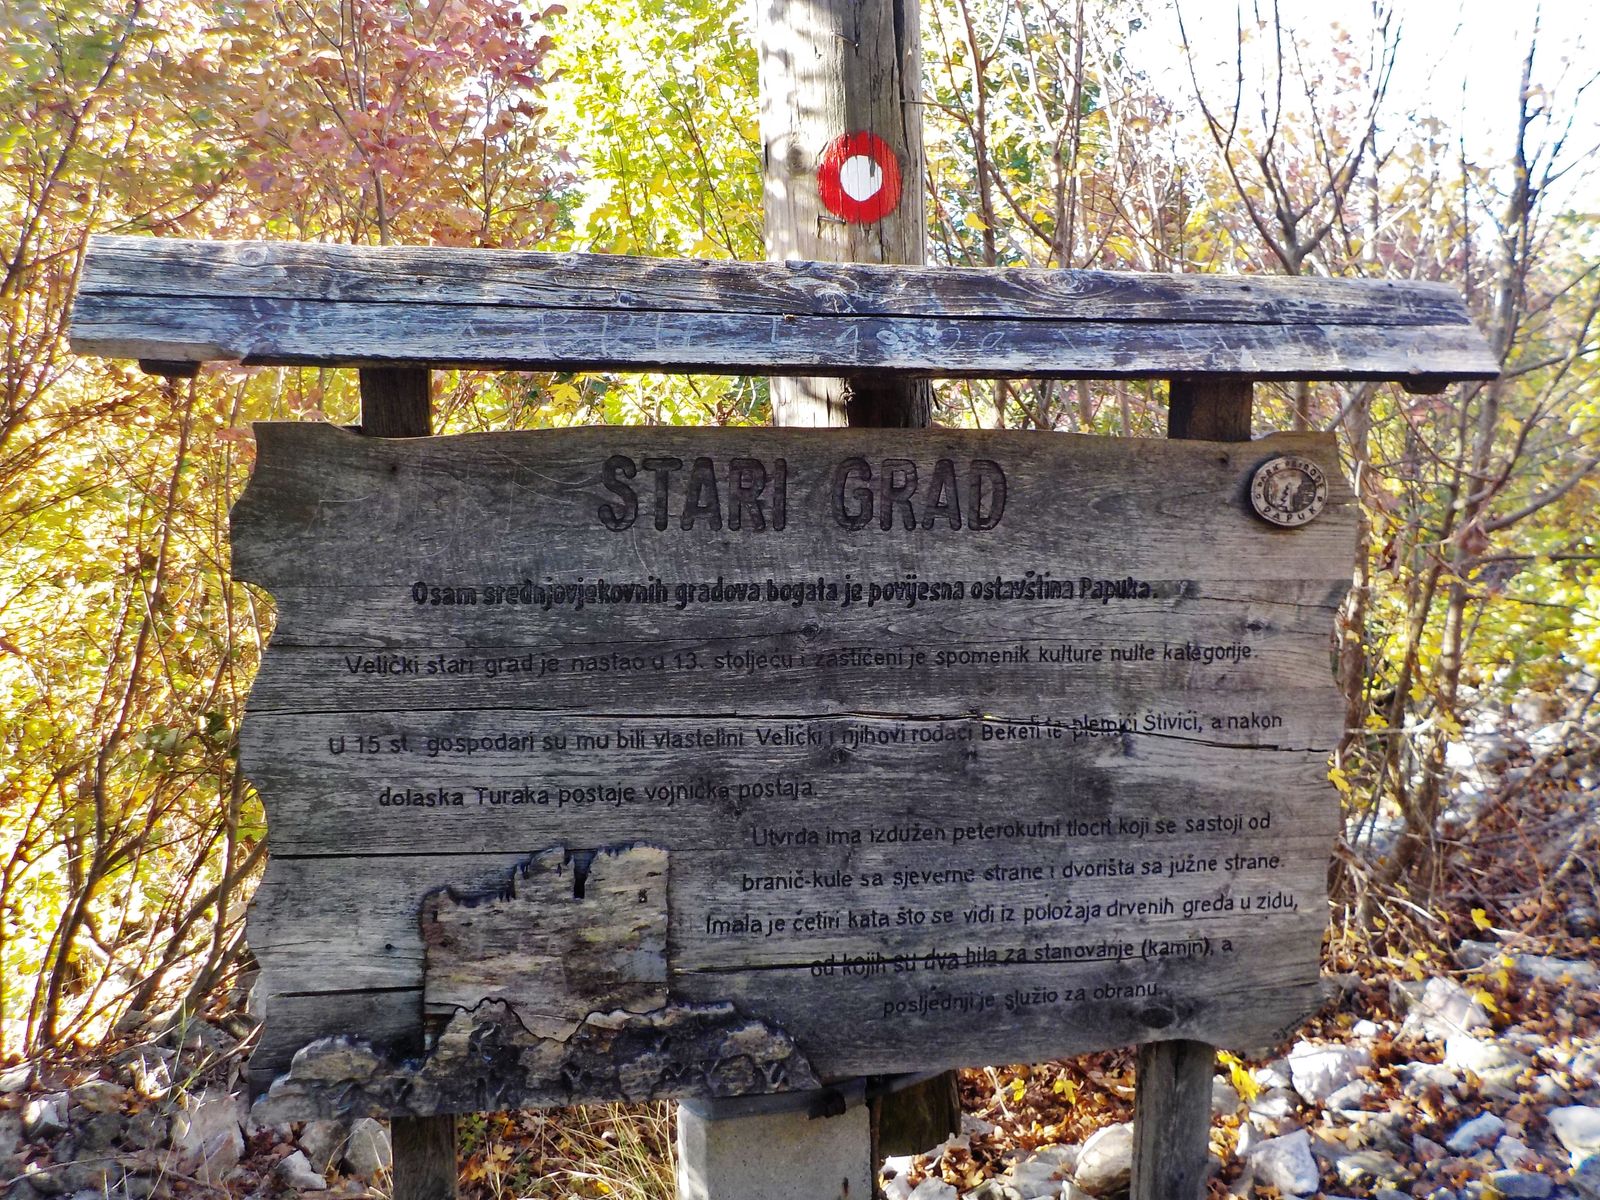 STARI GRAD
PARK PRIRODE
PAPUK
Osam srednjovjekovnih gradova bogata je povijesna ostavština Papuka.
Velički stari grad je nastao u 13. stoljeću i zaštićeni je spomenik kulture nulte kategorije.
U 15 st. gospodari su mu bili vlastelini Velički i njihovi rođaci Bekefi te plemići Štivići, a nakon
dolaska Turaka postaje vojnička postaja.
Utvrda ima izdužen peterokutni tlocrt koji se sastoji od
branič-kule sa sjeverne strane i dvorišta sa južne strane.
Imala je četiri kata što se vidi iz položaja drvenih greda u zidu,
od kojih su dva bila za stanovanje (kamin), a
posljednji je služio za obranu.